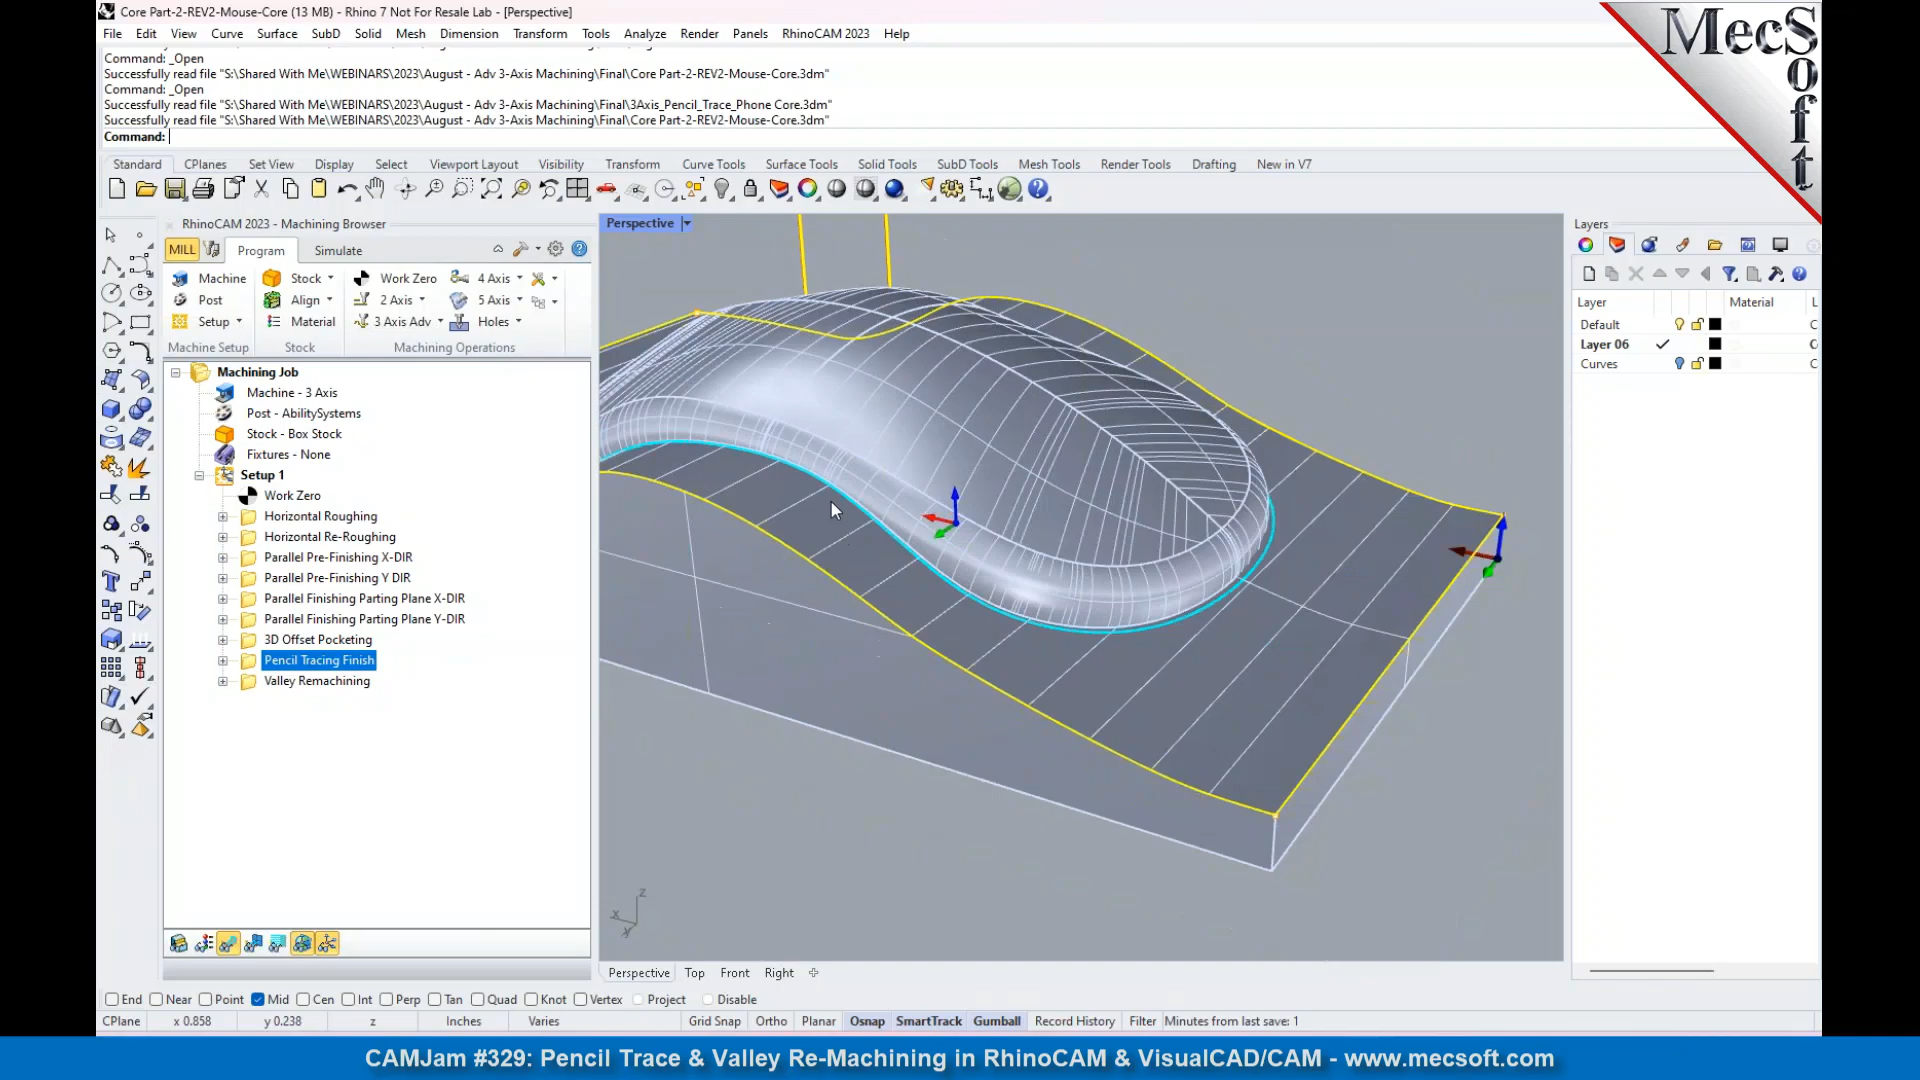 Core Part-2-REV2-Mouse-Core (13 MB) - Rhino 7 Not For Resale Lab - [Perspective]
MecSoft
File Edit View Curve Surface SubD Solid Mesh Dimension Transform Tools Analyze Render Panels RhinoCAM 2023 Help
Command: _Open
Successfully read file "S:\Shared With Me\WEBINARS\2023\August - Adv 3-Axis Machining\Final\Core Part-2-REV2-Mouse-Core.3dm"
Command: _Open
Successfully read file "S:\Shared With Me\WEBINARS\2023\August - Adv 3-Axis Machining\Final\3Axis_Pencil_Trace_Phone Core.3dm"
Successfully read file "S:\Shared With Me\WEBINARS\2023\August - Adv 3-Axis Machining\Final\Core Part-2-REV2-Mouse-Core.3dm"
Command:
Standard CPlanes Set View Display Select Viewport Layout Visibility Transform Curve Tools Surface Tools Solid Tools SubD Tools Mesh Tools Render Tools Drafting New in V7
RhinoCAM 2023 - Machining Browser
MILL Program Simulate
Machine Stock Work Zero 4 Axis
Post Align 2 Axis 5 Axis
Setup Material 3 Axis Adv Holes
Machine Setup Stock Machining Operations
Machining Job
Machine - 3 Axis
Post - AbilitySystems
Stock - Box Stock
Fixtures - None
Setup 1
Work Zero
Horizontal Roughing
Horizontal Re-Roughing
Parallel Pre-Finishing X-DIR
Parallel Pre-Finishing Y DIR
Parallel Finishing Parting Plane X-DIR
Parallel Finishing Parting Plane Y-DIR
3D Offset Pocketing
Pencil Tracing Finish
Valley Remachining
Perspective
z
x
y
Layers
Layer Material L
Default C
Layer 06 C
Curves C
Perspective Top Front Right
End Near Point Mid Cen Int Perp Tan Quad Knot Vertex Project Disable
CPlane x 0.858 y 0.238 z Inches Varies Grid Snap Ortho Planar Osnap SmartTrack Gumball Record History Filter Minutes from last save: 1
CAMJam #329: Pencil Trace & Valley Re-Machining in RhinoCAM & VisualCAD/CAM - www.mecsoft.com